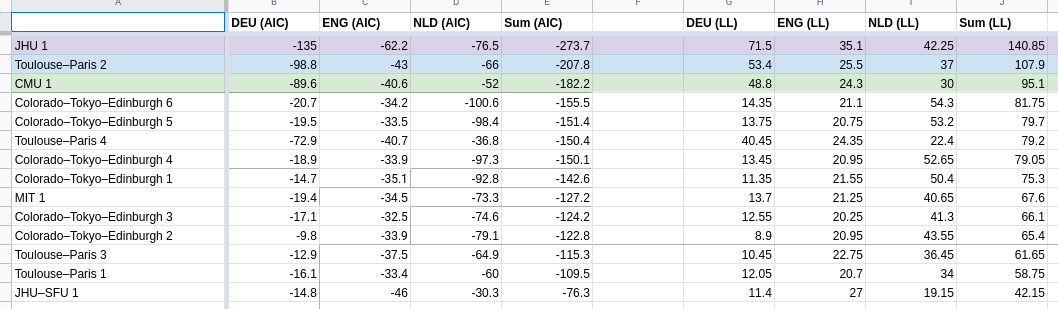 A B C D E F G H I J
DEU (AIC) ENG (AIC) NLD (AIC) Sum (AIC) DEU (LL) ENG (LL) NLD (LL) Sum (LL)
JHU 1 -135 -62.2 -76.5 -273.7 71.5 35.1 42.25 140.85
Toulouse–Paris 2 -98.8 -43 -66 -207.8 53.4 25.5 37 107.9
CMU 1 -89.6 -40.6 -52 -182.2 48.8 24.3 30 95.1
Colorado–Tokyo–Edinburgh 6 -20.7 -34.2 -100.6 -155.5 14.35 21.1 54.3 81.75
Colorado–Tokyo–Edinburgh 5 -19.5 -33.5 -98.4 -151.4 13.75 20.75 53.2 79.7
Toulouse–Paris 4 -72.9 -40.7 -36.8 -150.4 40.45 24.35 22.4 79.2
Colorado–Tokyo–Edinburgh 4 -18.9 -33.9 -97.3 -150.1 13.45 20.95 52.65 79.05
Colorado–Tokyo–Edinburgh 1 -14.7 -35.1 -92.8 -142.6 11.35 21.55 50.4 75.3
MIT 1 -19.4 -34.5 -73.3 -127.2 13.7 21.25 40.65 67.6
Colorado–Tokyo–Edinburgh 3 -17.1 -32.5 -74.6 -124.2 12.55 20.25 41.3 66.1
Colorado–Tokyo–Edinburgh 2 -9.8 -33.9 -79.1 -122.8 8.9 20.95 43.55 65.4
Toulouse–Paris 3 -12.9 -37.5 -64.9 -115.3 10.45 22.75 36.45 61.65
Toulouse–Paris 1 -16.1 -33.4 -60 -109.5 12.05 20.7 34 58.75
JHU–SFU 1 -14.8 -46 -30.3 -76.3 11.4 27 19.15 42.15